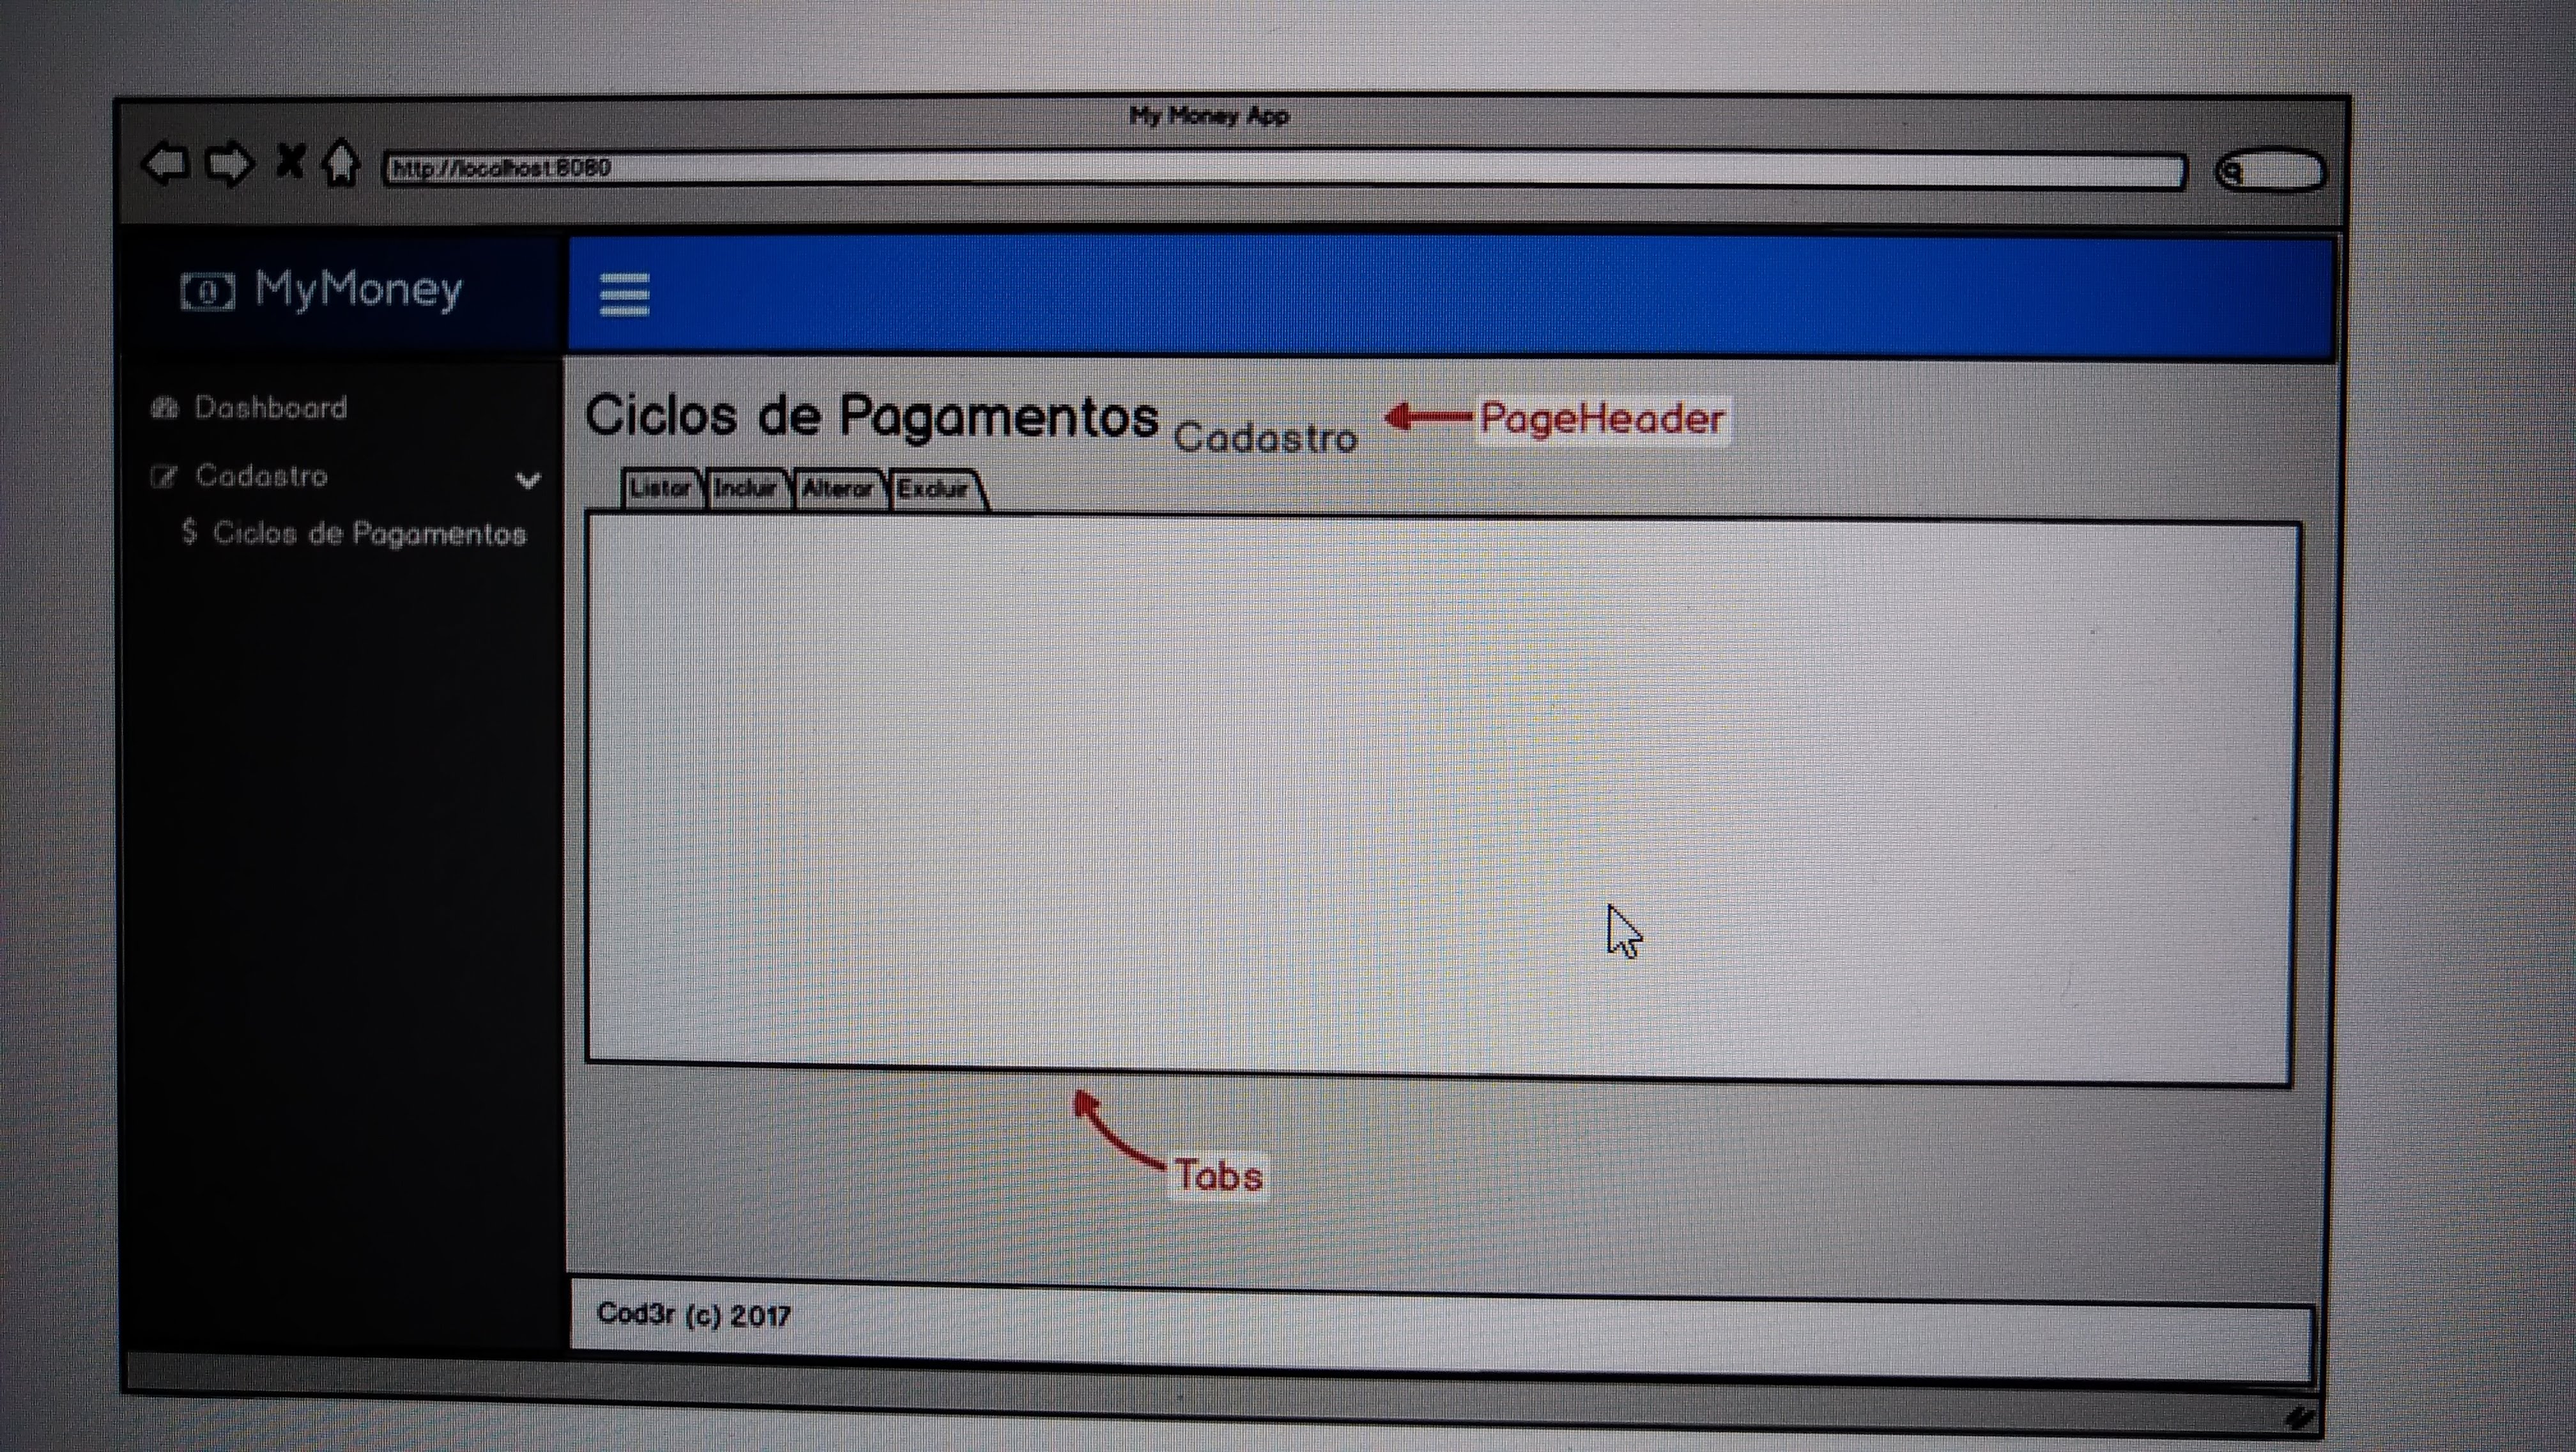 My Money App
http://localhost:8080
MyMoney
Dashboard
Cadastro
$ Ciclos de Pagamentos
Ciclos de Pagamentos Cadastro
PageHeader
Listar Incluir Alterar Excluir
Tabs
Cod3r (c) 2017